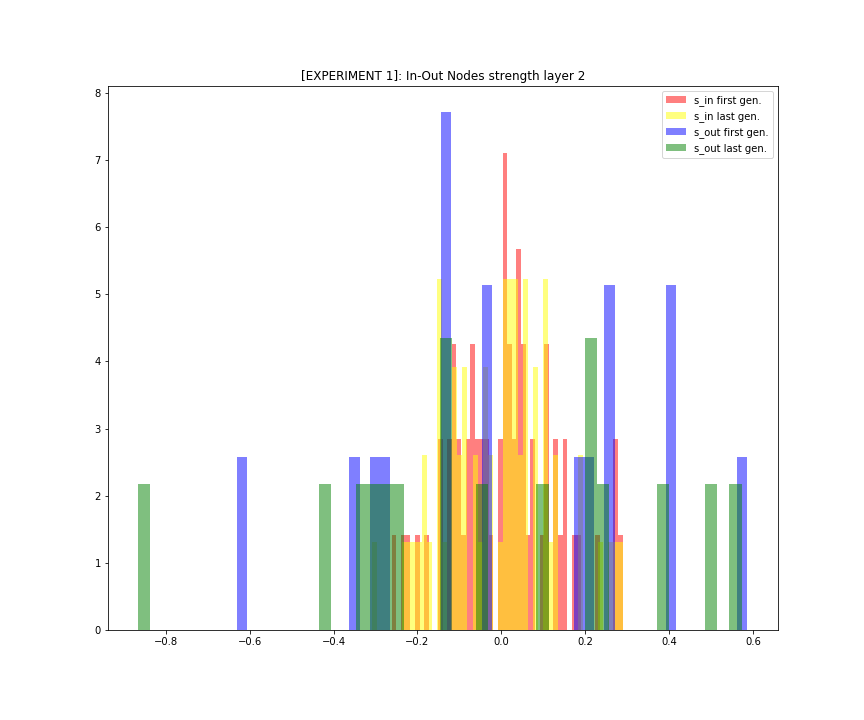 [EXPERIMENT 1]: In-Out Nodes strength layer 2
s_in first gen.
s_in last gen.
s_out first gen.
s_out last gen.
8
7
6
5
4
3
2
1
0
−0.8 −0.6 −0.4 −0.2 0.0 0.2 0.4 0.6